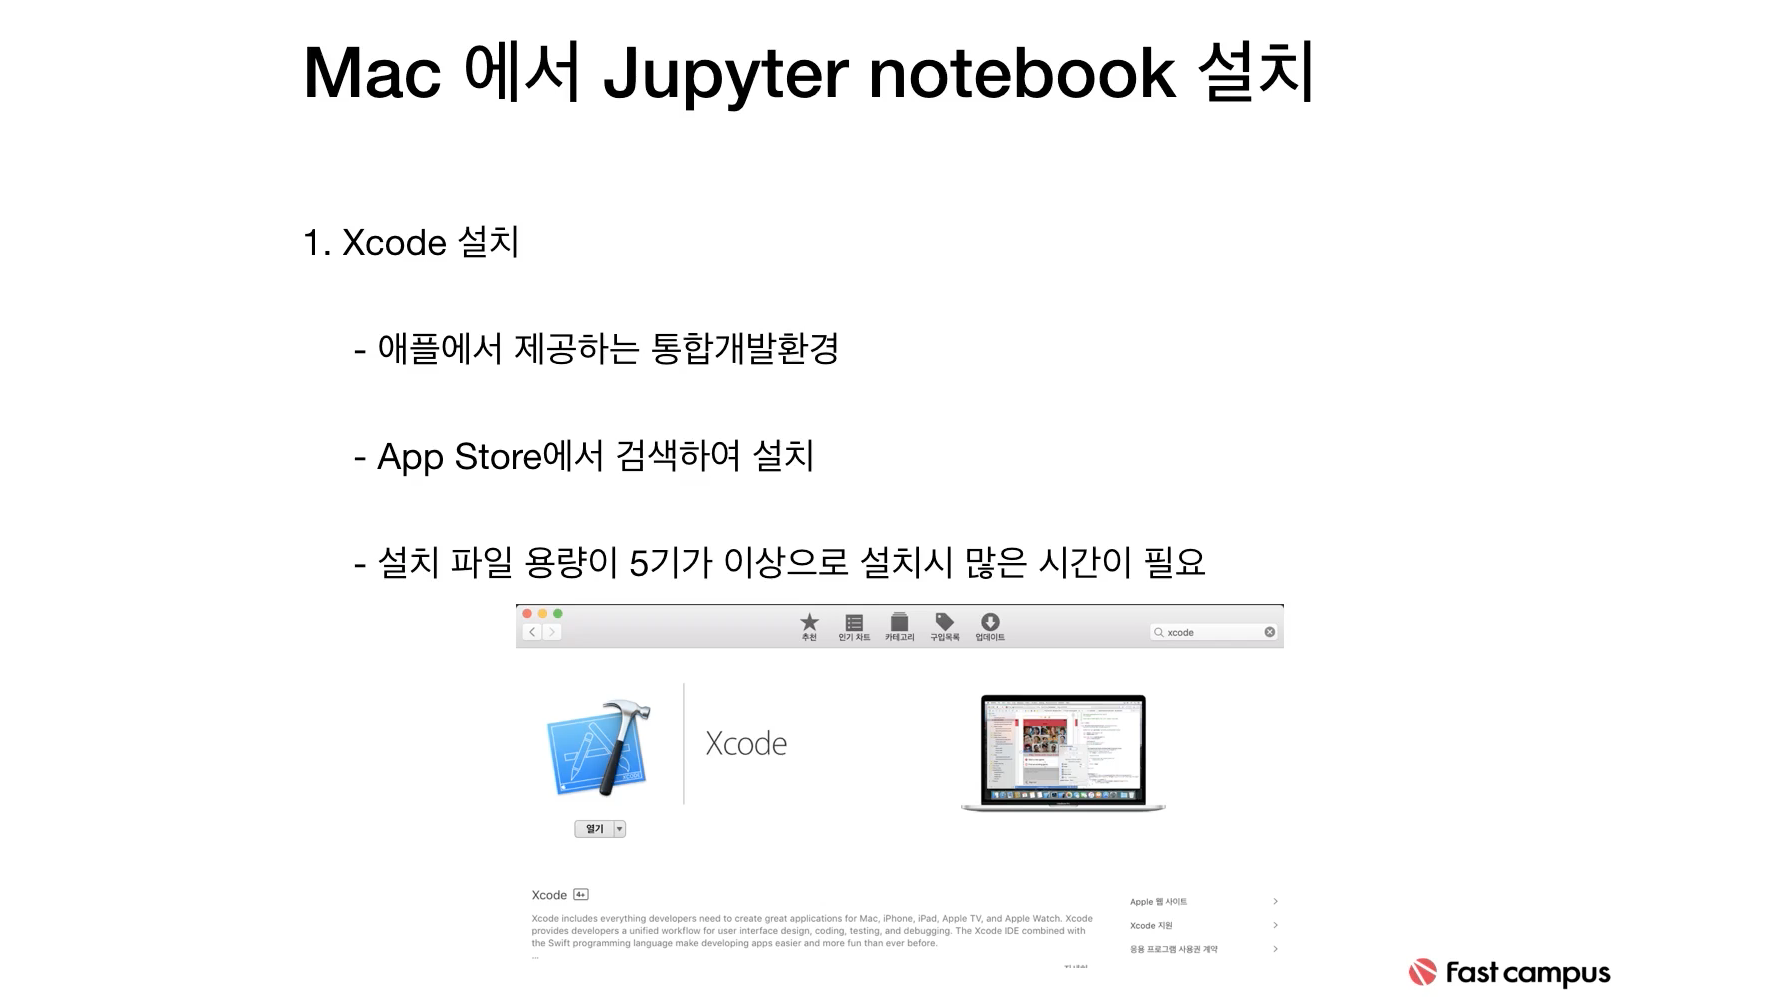 Mac 에서 Jupyter notebook 설치
1. Xcode 설치
- 애플에서 제공하는 통합개발환경
- App Store에서 검색하여 설치
- 설치 파일 용량이 5기가 이상으로 설치시 많은 시간이 필요
추천 인기 차트 카테고리 구입목록 업데이트
xcode
XCODE
Xcode
열기
Xcode 4+
Xcode includes everything developers need to create great applications for Mac, iPhone, iPad, Apple TV, and Apple Watch. Xcode
provides developers a unified workflow for user interface design, coding, testing, and debugging. The Xcode IDE combined with
the Swift programming language make developing apps easier and more fun than ever before.
...
Apple 웹 사이트
Xcode 지원
응용 프로그램 사용권 계약
fast campus